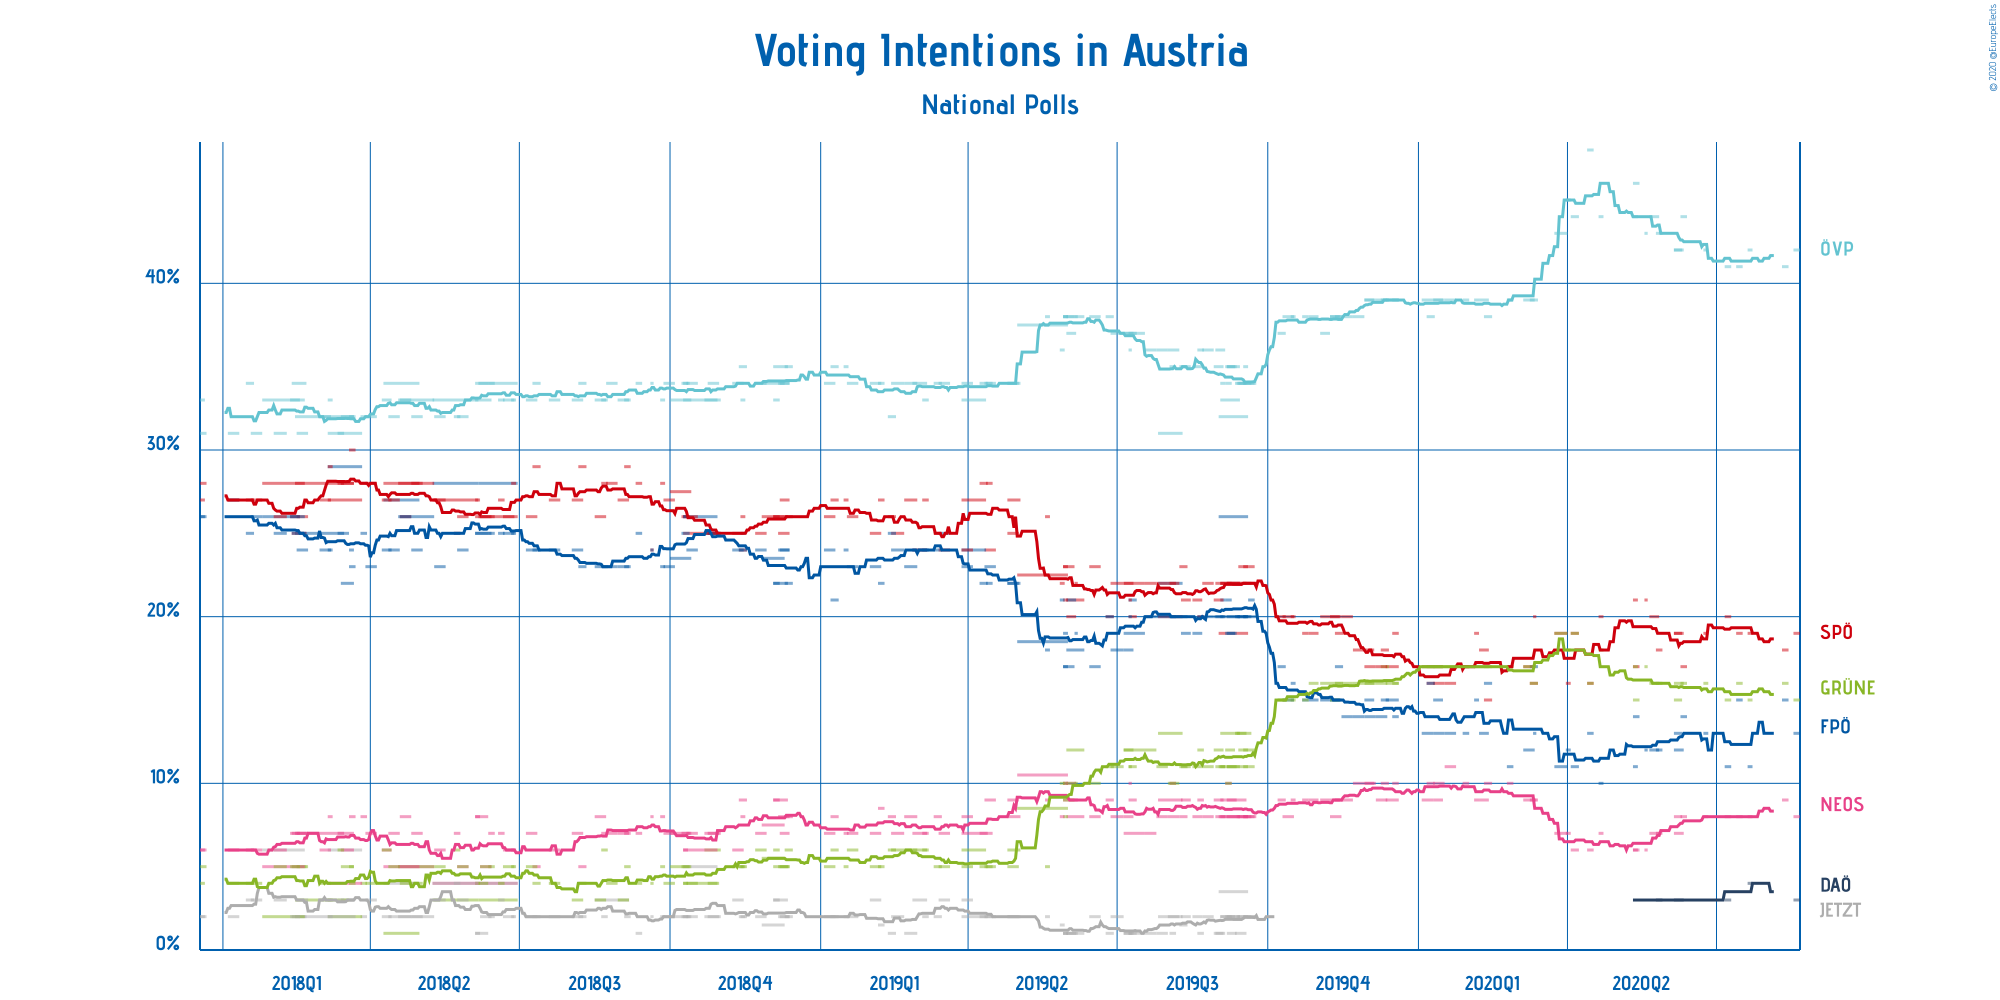 © 2020 @EuropeElects
Voting Intentions in Austria
National Polls
40%
30%
20%
10%
0%
ÖVP
SPÖ
GRÜNE
FPÖ
NEOS
DAÖ
JETZT
2018Q1 2018Q2 2018Q3 2018Q4 2019Q1 2019Q2 2019Q3 2019Q4 2020Q1 2020Q2